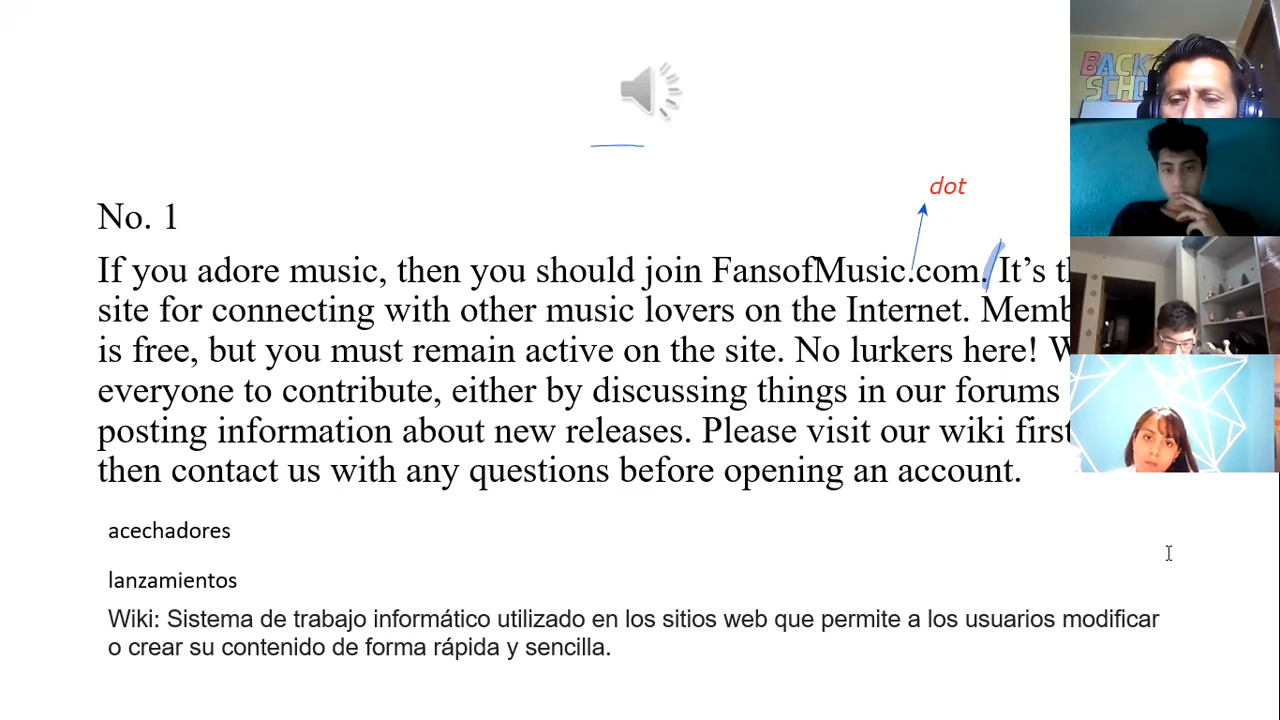 BACK
SCHO
dot
No. 1
If you adore music, then you should join FansofMusic.com. It’s
site for connecting with other music lovers on the Internet.
is free, but you must remain active on the site. No lurkers here!
everyone to contribute, either by discussing things in our forums
posting information about new releases. Please visit our wiki first
then contact us with any questions before opening an account.
acechadores
lanzamientos
Wiki: Sistema de trabajo informático utilizado en los sitios web que permite a los usuarios modificar
o crear su contenido de forma rápida y sencilla.